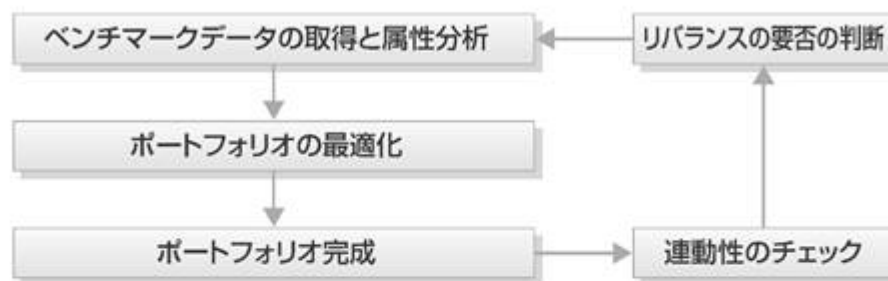 ベンチマークデータの取得と属性分析
リバランスの要否の判断
ポートフォリオの最適化
ポートフォリオ完成
連動性のチェック